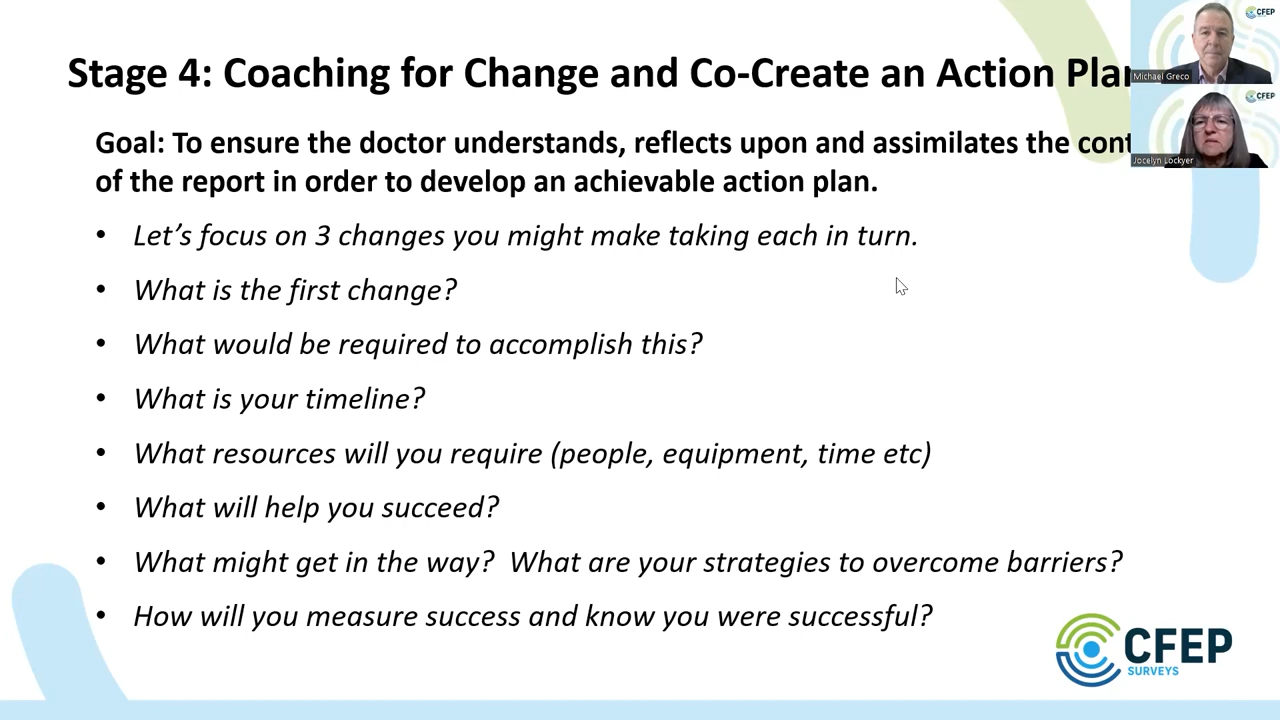 Stage 4: Coaching for Change and Co-Create an Action Plan
Goal: To ensure the doctor understands, reflects upon and assimilates the cont
of the report in order to develop an achievable action plan.
• Let's focus on 3 changes you might make taking each in turn.
• What is the first change?
• What would be required to accomplish this?
• What is your timeline?
• What resources will you require (people, equipment, time etc)
• What will help you succeed?
• What might get in the way?  What are your strategies to overcome barriers?
• How will you measure success and know you were successful?
CFEP
SURVEYS
CFEP
Michael Greco
CFEP
Jocelyn Lockyer